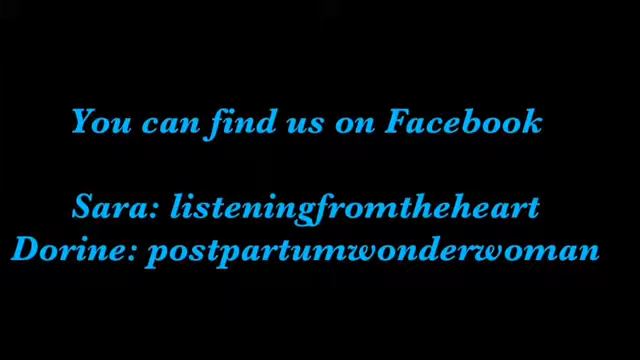 You can find us on Facebook
Sara: listeningfromtheheart
Dorine: postpartumwonderwoman